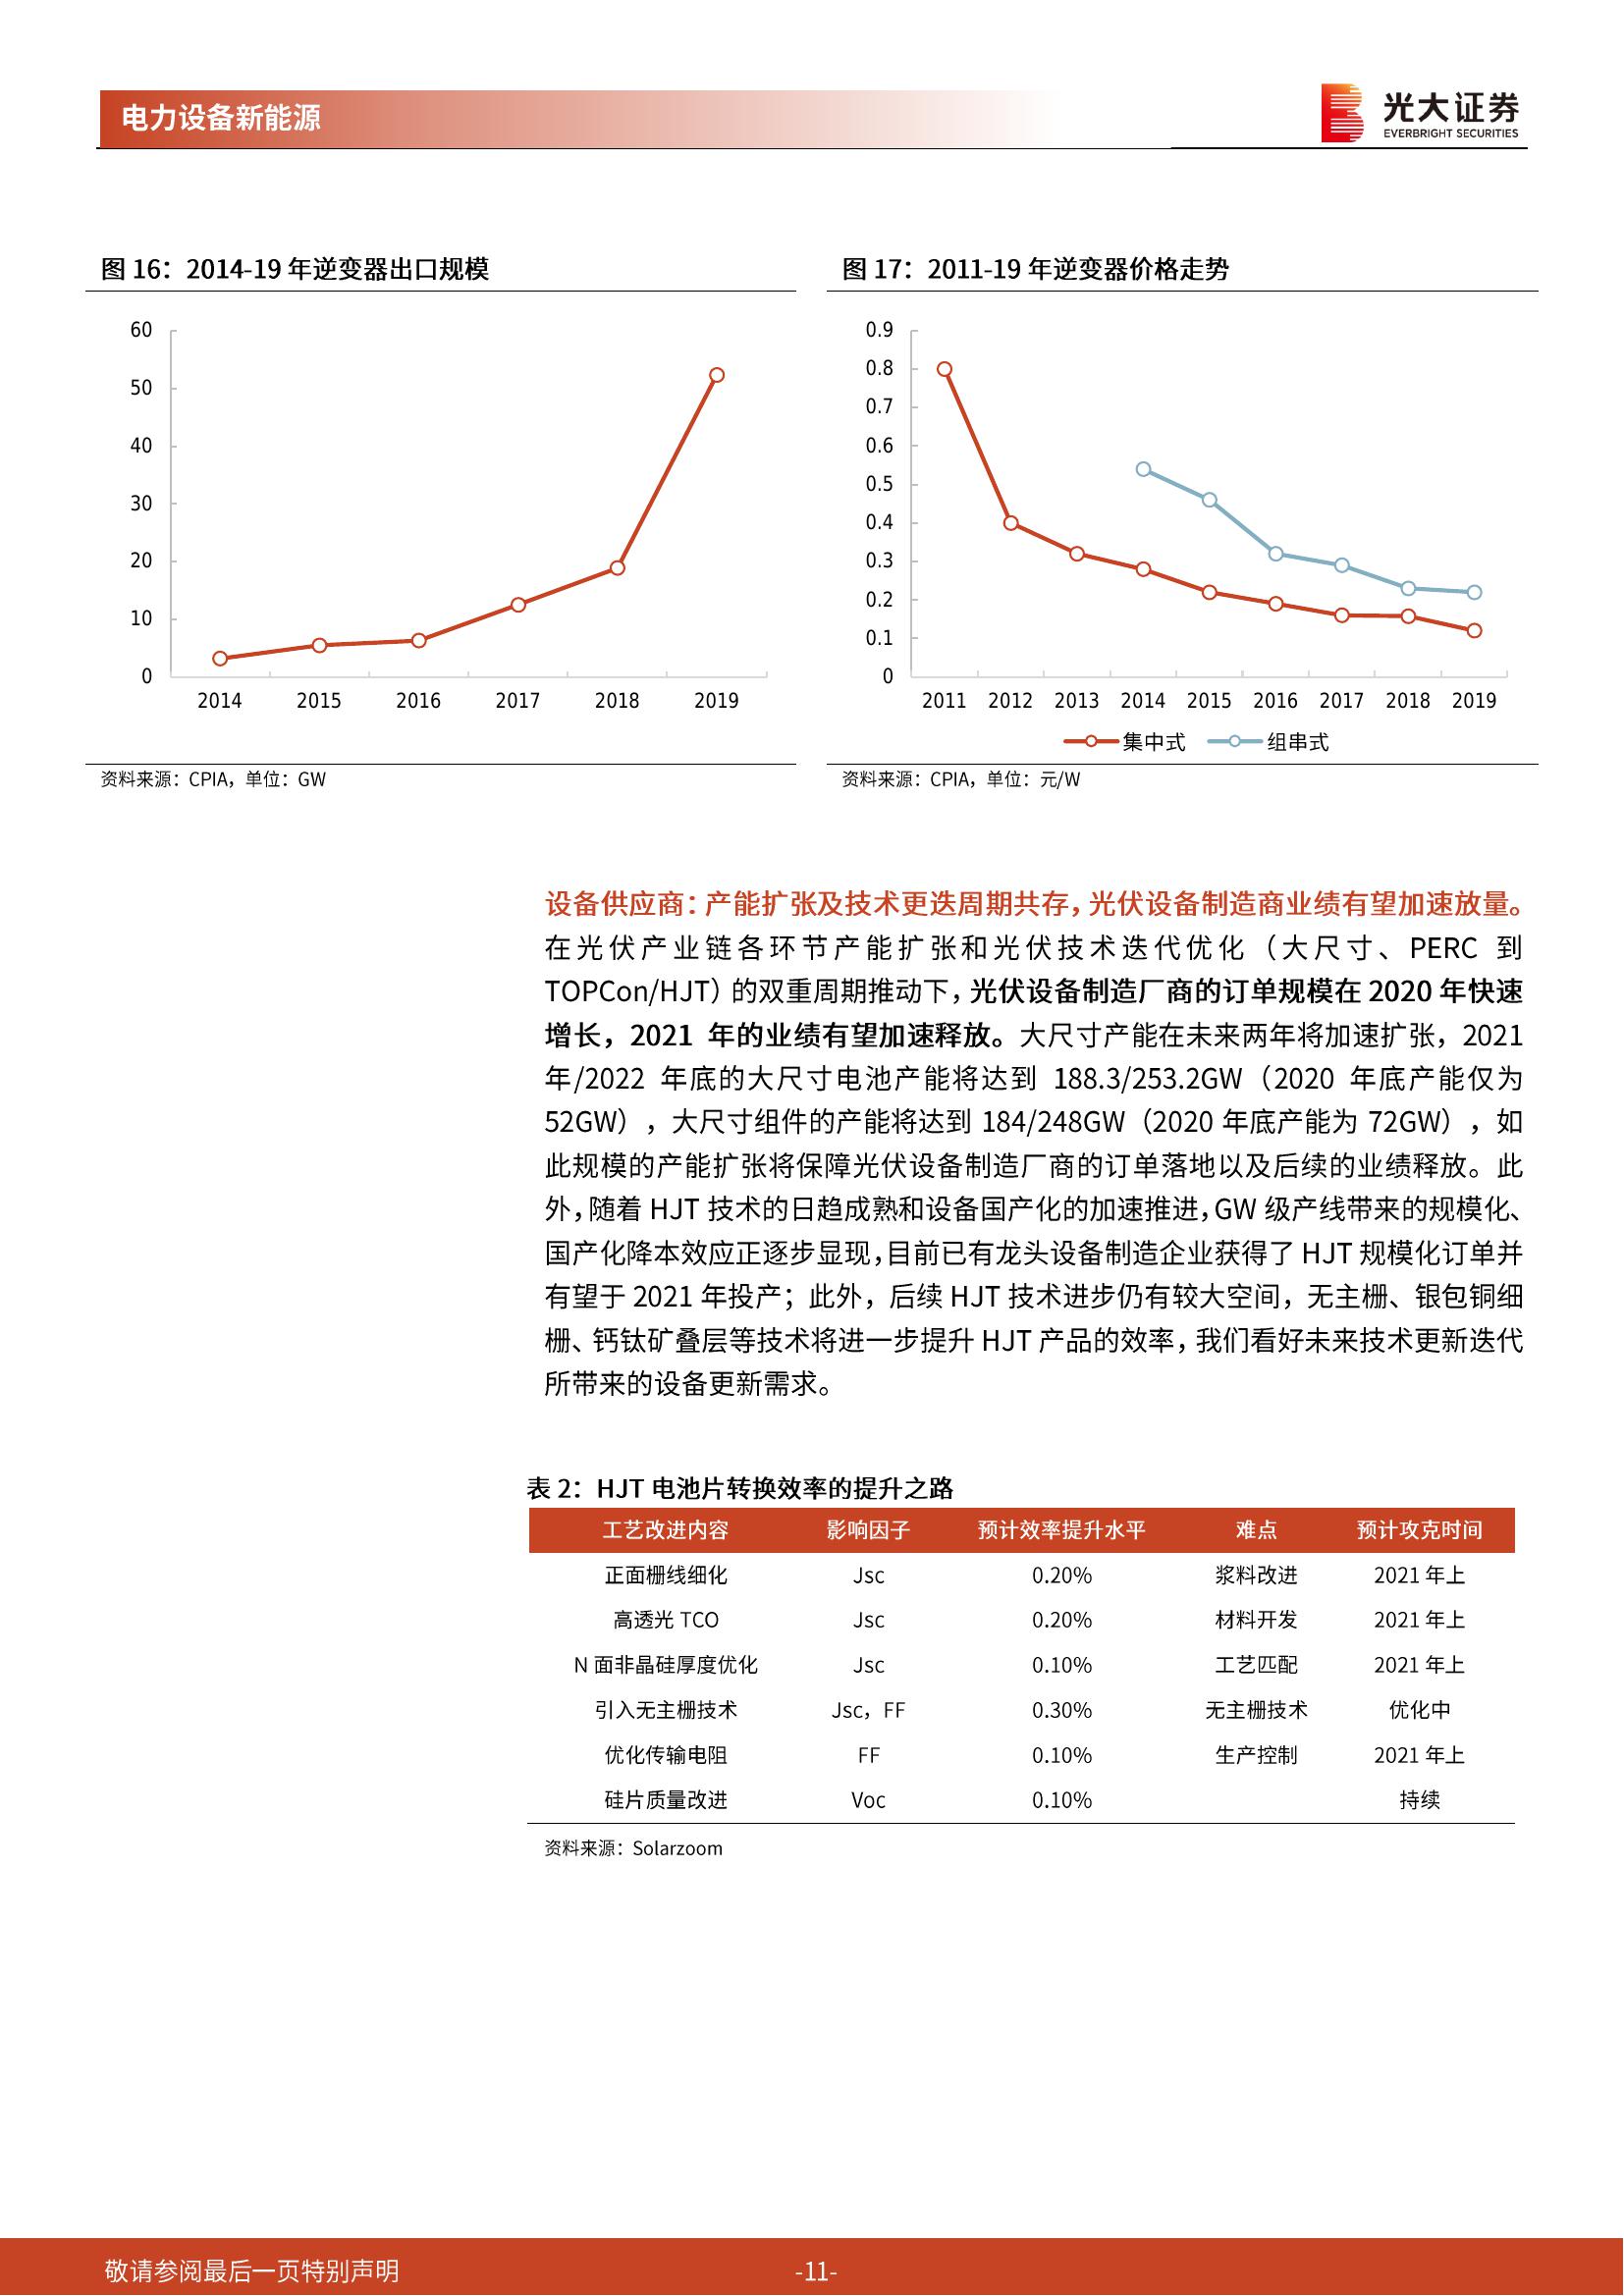 电力设备新能源
光大证券
EVERBRIGHT SECURITIES
图 16：2014-19 年逆变器出口规模
60
50
40
30
20
10
0
2014 2015 2016 2017 2018 2019
资料来源：CPIA，单位：GW
图 17：2011-19 年逆变器价格走势
0.9
0.8
0.7
0.6
0.5
0.4
0.3
0.2
0.1
0
2011 2012 2013 2014 2015 2016 2017 2018 2019
集中式 组串式
资料来源：CPIA，单位：元/W
设备供应商：产能扩张及技术更迭周期共存，光伏设备制造商业绩有望加速放量。
在光伏产业链各环节产能扩张和光伏技术迭代优化（大尺寸、PERC 到
TOPCon/HJT）的双重周期推动下，光伏设备制造厂商的订单规模在 2020 年快速
增长，2021 年的业绩有望加速释放。大尺寸产能在未来两年将加速扩张，2021
年/2022 年底的大尺寸电池产能将达到 188.3/253.2GW（2020 年底产能仅为
52GW），大尺寸组件的产能将达到 184/248GW（2020 年底产能为 72GW），如
此规模的产能扩张将保障光伏设备制造厂商的订单落地以及后续的业绩释放。此
外，随着 HJT 技术的日趋成熟和设备国产化的加速推进，GW 级产线带来的规模化、
国产化降本效应正逐步显现，目前已有龙头设备制造企业获得了 HJT 规模化订单并
有望于 2021 年投产；此外，后续 HJT 技术进步仍有较大空间，无主栅、银包铜细
栅、钙钛矿叠层等技术将进一步提升 HJT 产品的效率，我们看好未来技术更新迭代
所带来的设备更新需求。
表 2：HJT 电池片转换效率的提升之路
工艺改进内容 影响因子 预计效率提升水平 难点 预计攻克时间
正面栅线细化 Jsc 0.20% 浆料改进 2021 年上
高透光 TCO Jsc 0.20% 材料开发 2021 年上
N 面非晶硅厚度优化 Jsc 0.10% 工艺匹配 2021 年上
引入无主栅技术 Jsc，FF 0.30% 无主栅技术 优化中
优化传输电阻 FF 0.10% 生产控制 2021 年上
硅片质量改进 Voc 0.10% 持续
资料来源：Solarzoom
敬请参阅最后一页特别声明 -11-